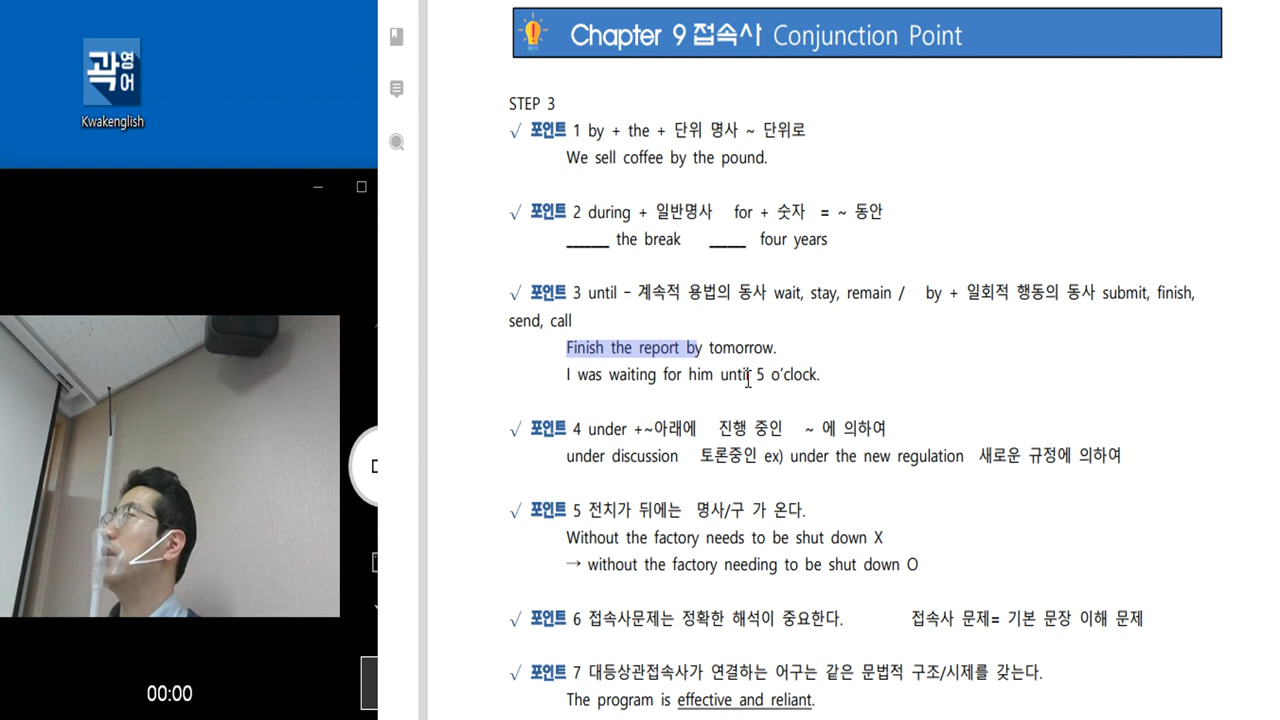 곽영어
Kwakenglish
00:00
Chapter 9 접속사 Conjunction Point
STEP 3
√ 포인트 1 by + the + 단위 명사 ~ 단위로
We sell coffee by the pound.
√ 포인트 2 during + 일반명사 for + 숫자 = ~ 동안
______ the break _____ four years
√ 포인트 3 until – 계속적 용법의 동사 wait, stay, remain / by + 일회적 행동의 동사 submit, finish,
send, call
Finish the report by tomorrow.
I was waiting for him until 5 o'clock.
√ 포인트 4 under +~아래에 진행 중인 ~ 에 의하여
under discussion 토론중인 ex) under the new regulation 새로운 규정에 의하여
√ 포인트 5 전치가 뒤에는 명사/구 가 온다.
Without the factory needs to be shut down X
→ without the factory needing to be shut down O
√ 포인트 6 접속사문제는 정확한 해석이 중요한다. 접속사 문제= 기본 문장 이해 문제
√ 포인트 7 대등상관접속사가 연결하는 어구는 같은 문법적 구조/시제를 갖는다.
The program is effective and reliant.